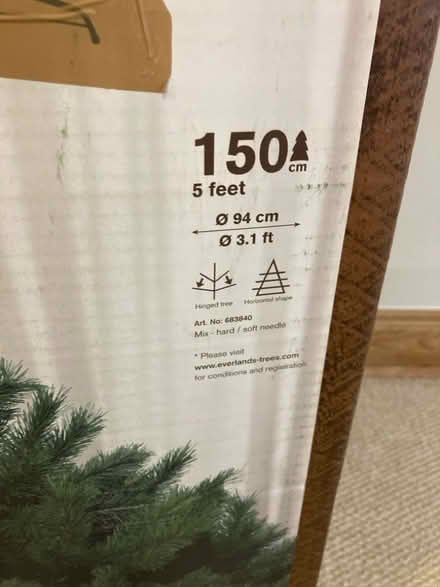 150 cm
5 feet
Ø 94 cm
Ø 3.1 ft
Hinged tree Horizontal shape
Art. No: 683840
Mix - hard / soft needle
* Please visit
www.everlands-trees.com
for conditions and registration.